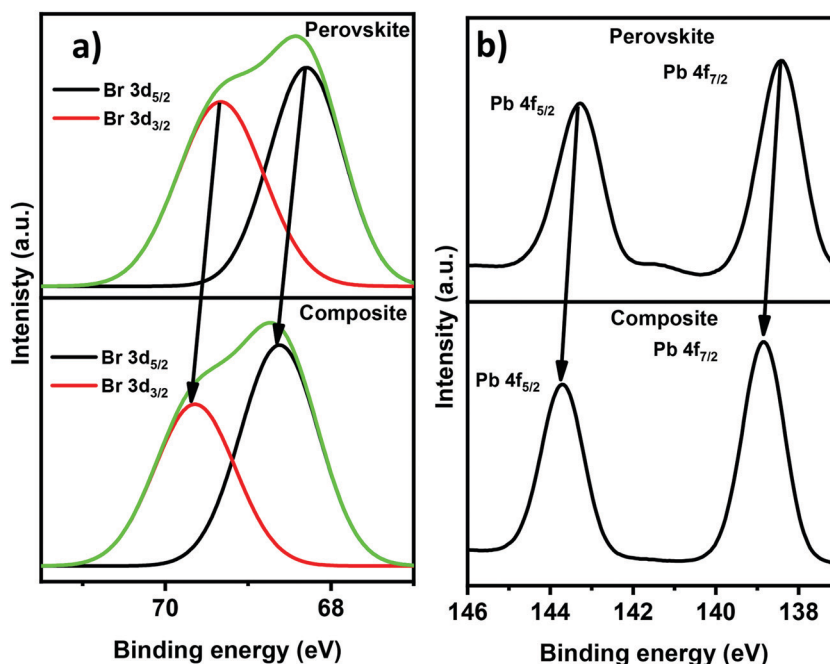 a)
Perovskite
Br 3d5/2
Br 3d3/2
Composite
Br 3d5/2
Br 3d3/2
Intenisty (a.u.)
70
68
Binding energy (eV)
b)
Perovskite
Pb 4f7/2
Pb 4f5/2
Composite
Pb 4f7/2
Pb 4f5/2
Intensity (a.u.)
146
144
142
140
138
Binding energy (eV)